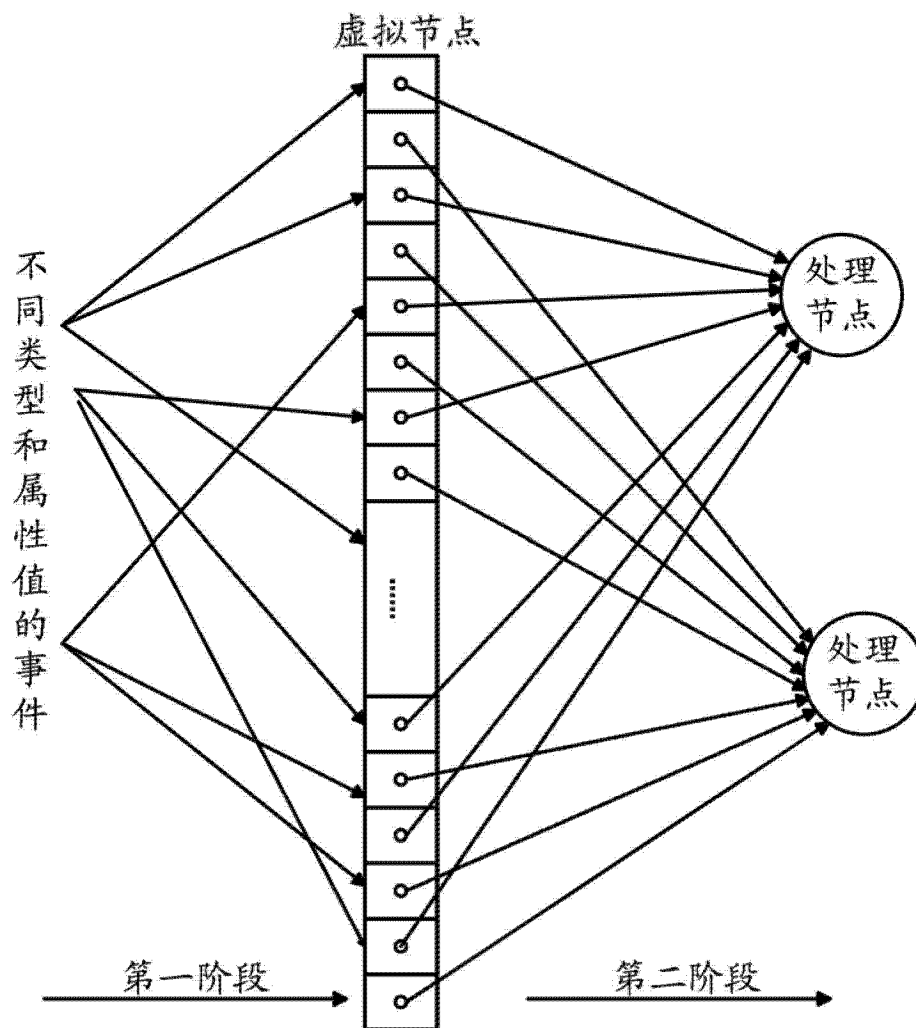 虚拟节点
不同类型和属性值的事件
处理
节点
处理
节点
......
第一阶段
第二阶段